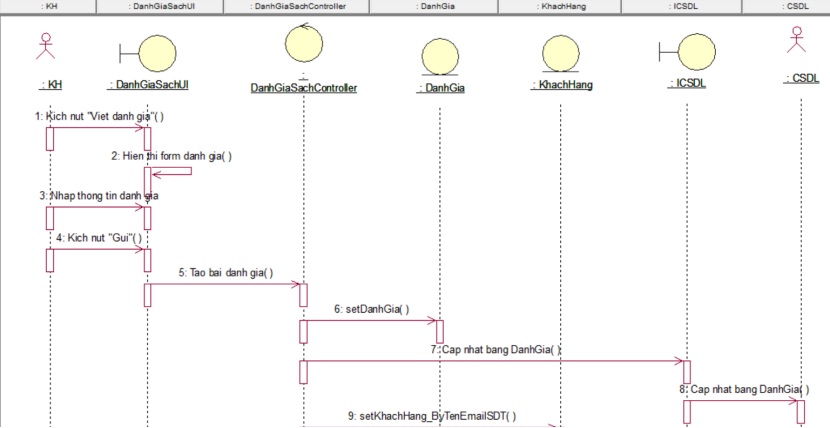 : KH : DanhGiaSachUI : DanhGiaSachController : DanhGia : KhachHang : ICSDL : CSDL
: KH : DanhGiaSachUI : DanhGiaSachController : DanhGia : KhachHang : ICSDL : CSDL
1: Kich nut "Viet danh gia"( )
2: Hien thi form danh gia( )
3: Nhap thong tin danh gia
4: Kich nut "Gui"( )
5: Tao bai danh gia( )
6: setDanhGia( )
7: Cap nhat bang DanhGia( )
8: Cap nhat bang DanhGia( )
9: setKhachHang_ByTenEmailSDT( )